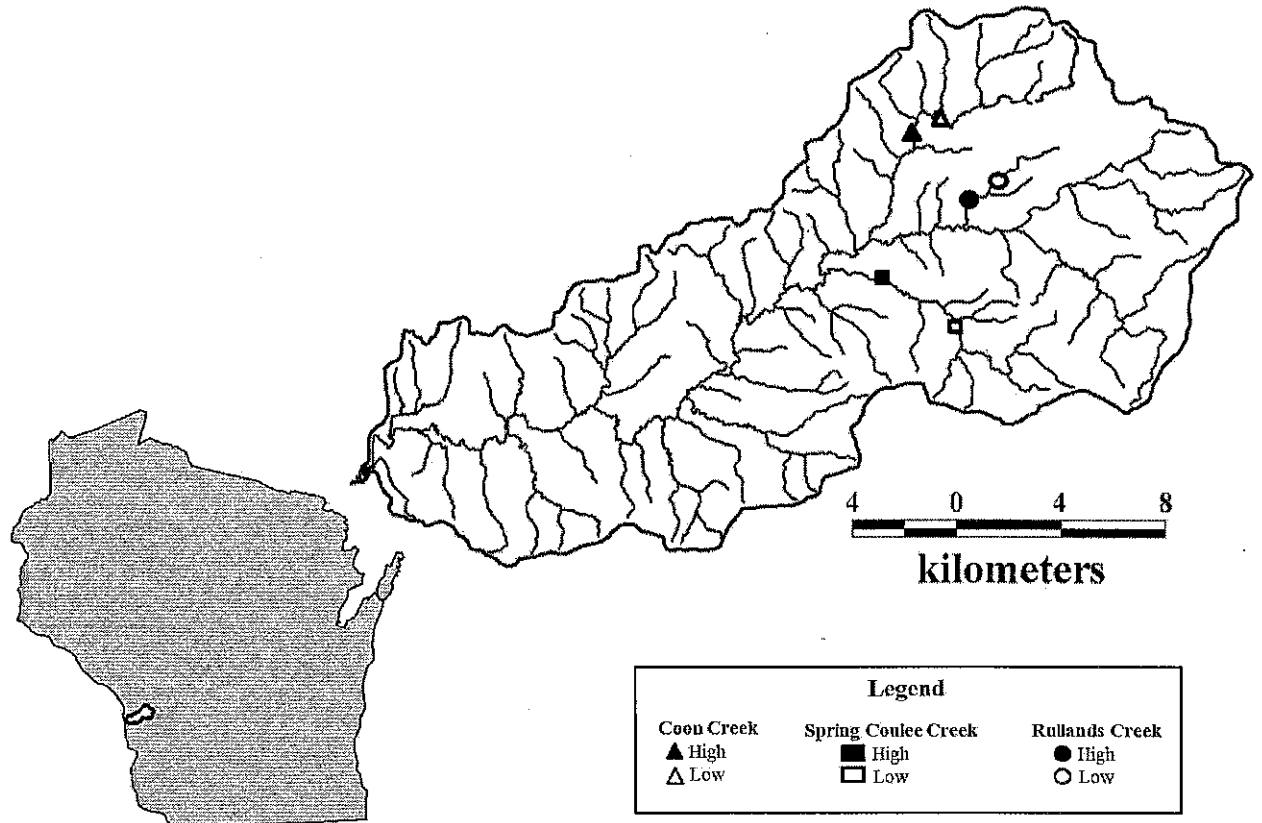 4 0 4 8
kilometers
Legend
Coon Creek Spring Coulee Creek Rullands Creek
High High High
Low Low Low